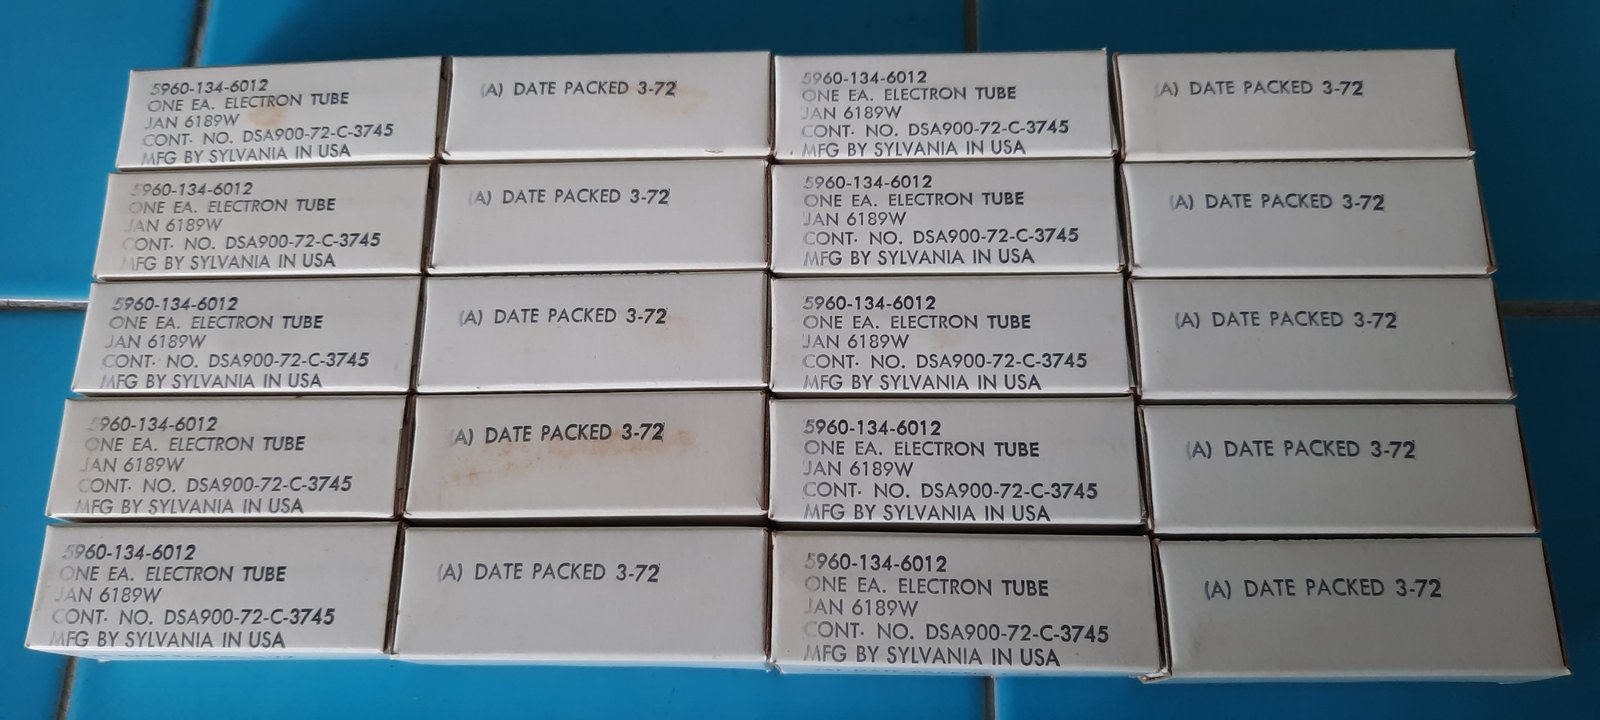 5960-134-6012
ONE EA. ELECTRON TUBE
JAN 6189W
CONT. NO. DSA900-72-C-3745
MFG BY SYLVANIA IN USA
(A) DATE PACKED 3-72
5960-134-6012
ONE EA. ELECTRON TUBE
JAN 6189W
CONT. NO. DSA900-72-C-3745
MFG BY SYLVANIA IN USA
(A) DATE PACKED 3-72
5960-134-6012
ONE EA. ELECTRON TUBE
JAN 6189W
CONT. NO. DSA900-72-C-3745
MFG BY SYLVANIA IN USA
(A) DATE PACKED 3-72
5960-134-6012
ONE EA. ELECTRON TUBE
JAN 6189W
CONT. NO. DSA900-72-C-3745
MFG BY SYLVANIA IN USA
(A) DATE PACKED 3-72
5960-134-6012
ONE EA. ELECTRON TUBE
JAN 6189W
CONT. NO. DSA900-72-C-3745
MFG BY SYLVANIA IN USA
(A) DATE PACKED 3-72
5960-134-6012
ONE EA. ELECTRON TUBE
JAN 6189W
CONT. NO. DSA900-72-C-3745
MFG BY SYLVANIA IN USA
(A) DATE PACKED 3-72
5960-134-6012
ONE EA. ELECTRON TUBE
JAN 6189W
CONT. NO. DSA900-72-C-3745
MFG BY SYLVANIA IN USA
(A) DATE PACKED 3-72
5960-134-6012
ONE EA. ELECTRON TUBE
JAN 6189W
CONT. NO. DSA900-72-C-3745
MFG BY SYLVANIA IN USA
(A) DATE PACKED 3-72
5960-134-6012
ONE EA. ELECTRON TUBE
JAN 6189W
CONT. NO. DSA900-72-C-3745
MFG BY SYLVANIA IN USA
(A) DATE PACKED 3-72
5960-134-6012
ONE EA. ELECTRON TUBE
JAN 6189W
CONT. NO. DSA900-72-C-3745
MFG BY SYLVANIA IN USA
(A) DATE PACKED 3-72